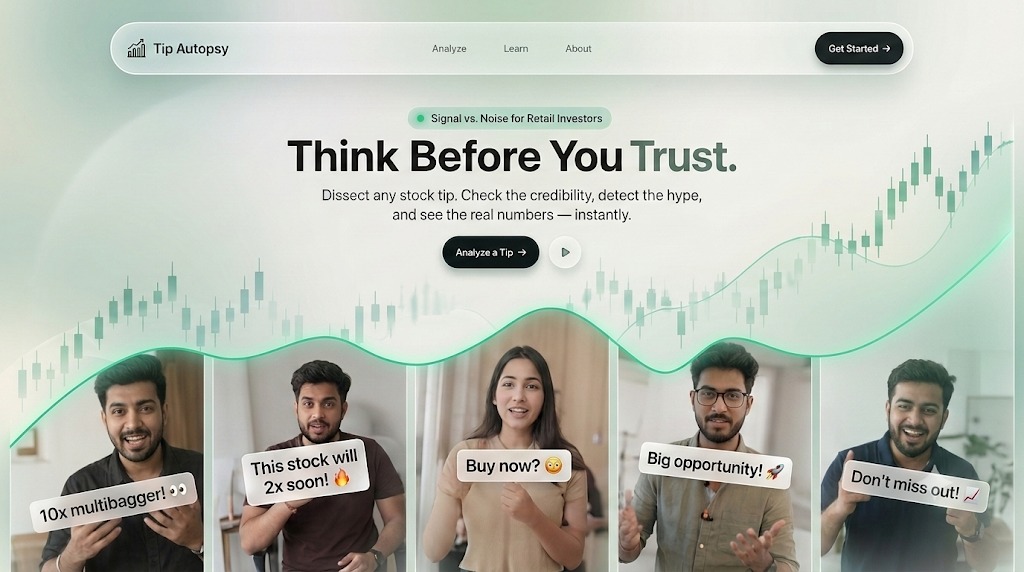 Tip Autopsy
Analyze
Learn
About
Get Started →
Signal vs. Noise for Retail Investors
Think Before You Trust.
Dissect any stock tip. Check the credibility, detect the hype,
and see the real numbers — instantly.
Analyze a Tip →
10x multibagger! 👀
This stock will
2x soon! 🔥
Buy now? 😳
Big opportunity! 🚀
Don't miss out! 📈